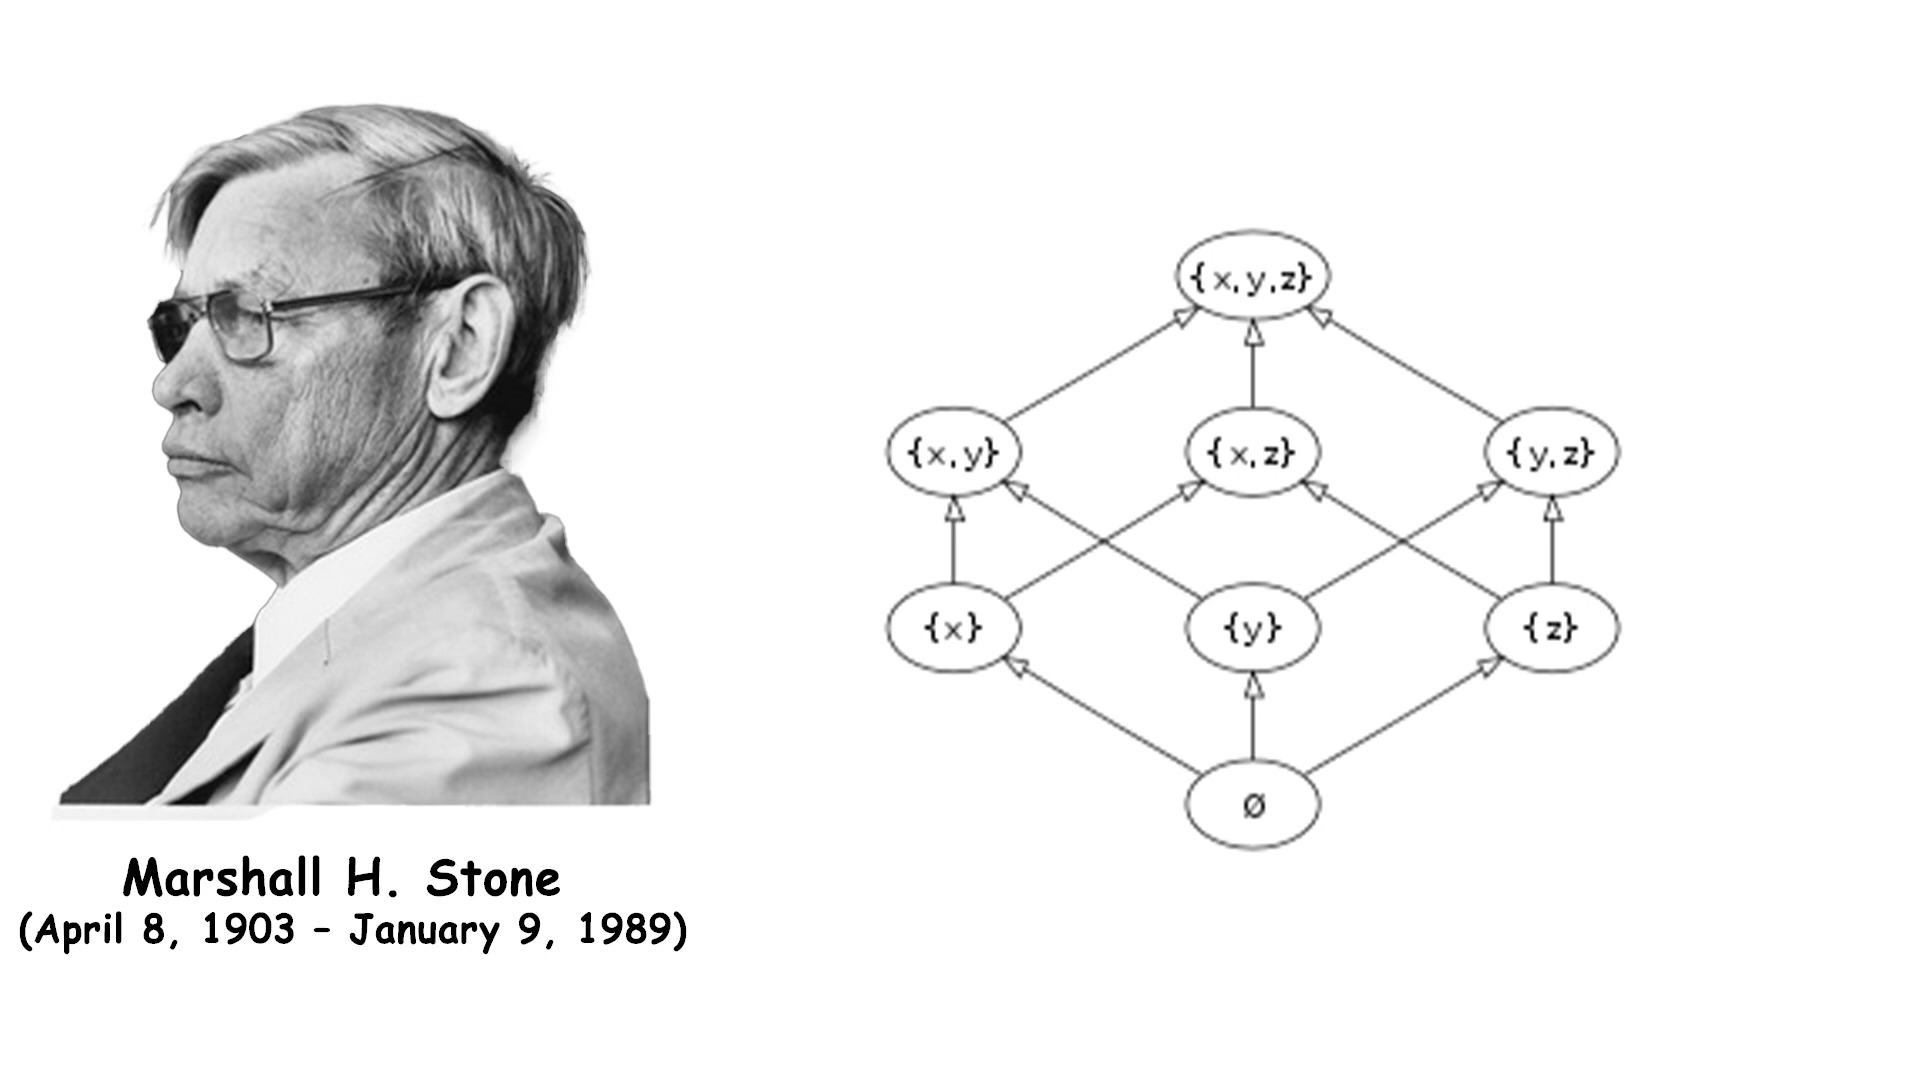 {x,y,z}
{x,y} {x,z} {y,z}
{x} {y} {z}
Ø
Marshall H. Stone
(April 8, 1903 – January 9, 1989)